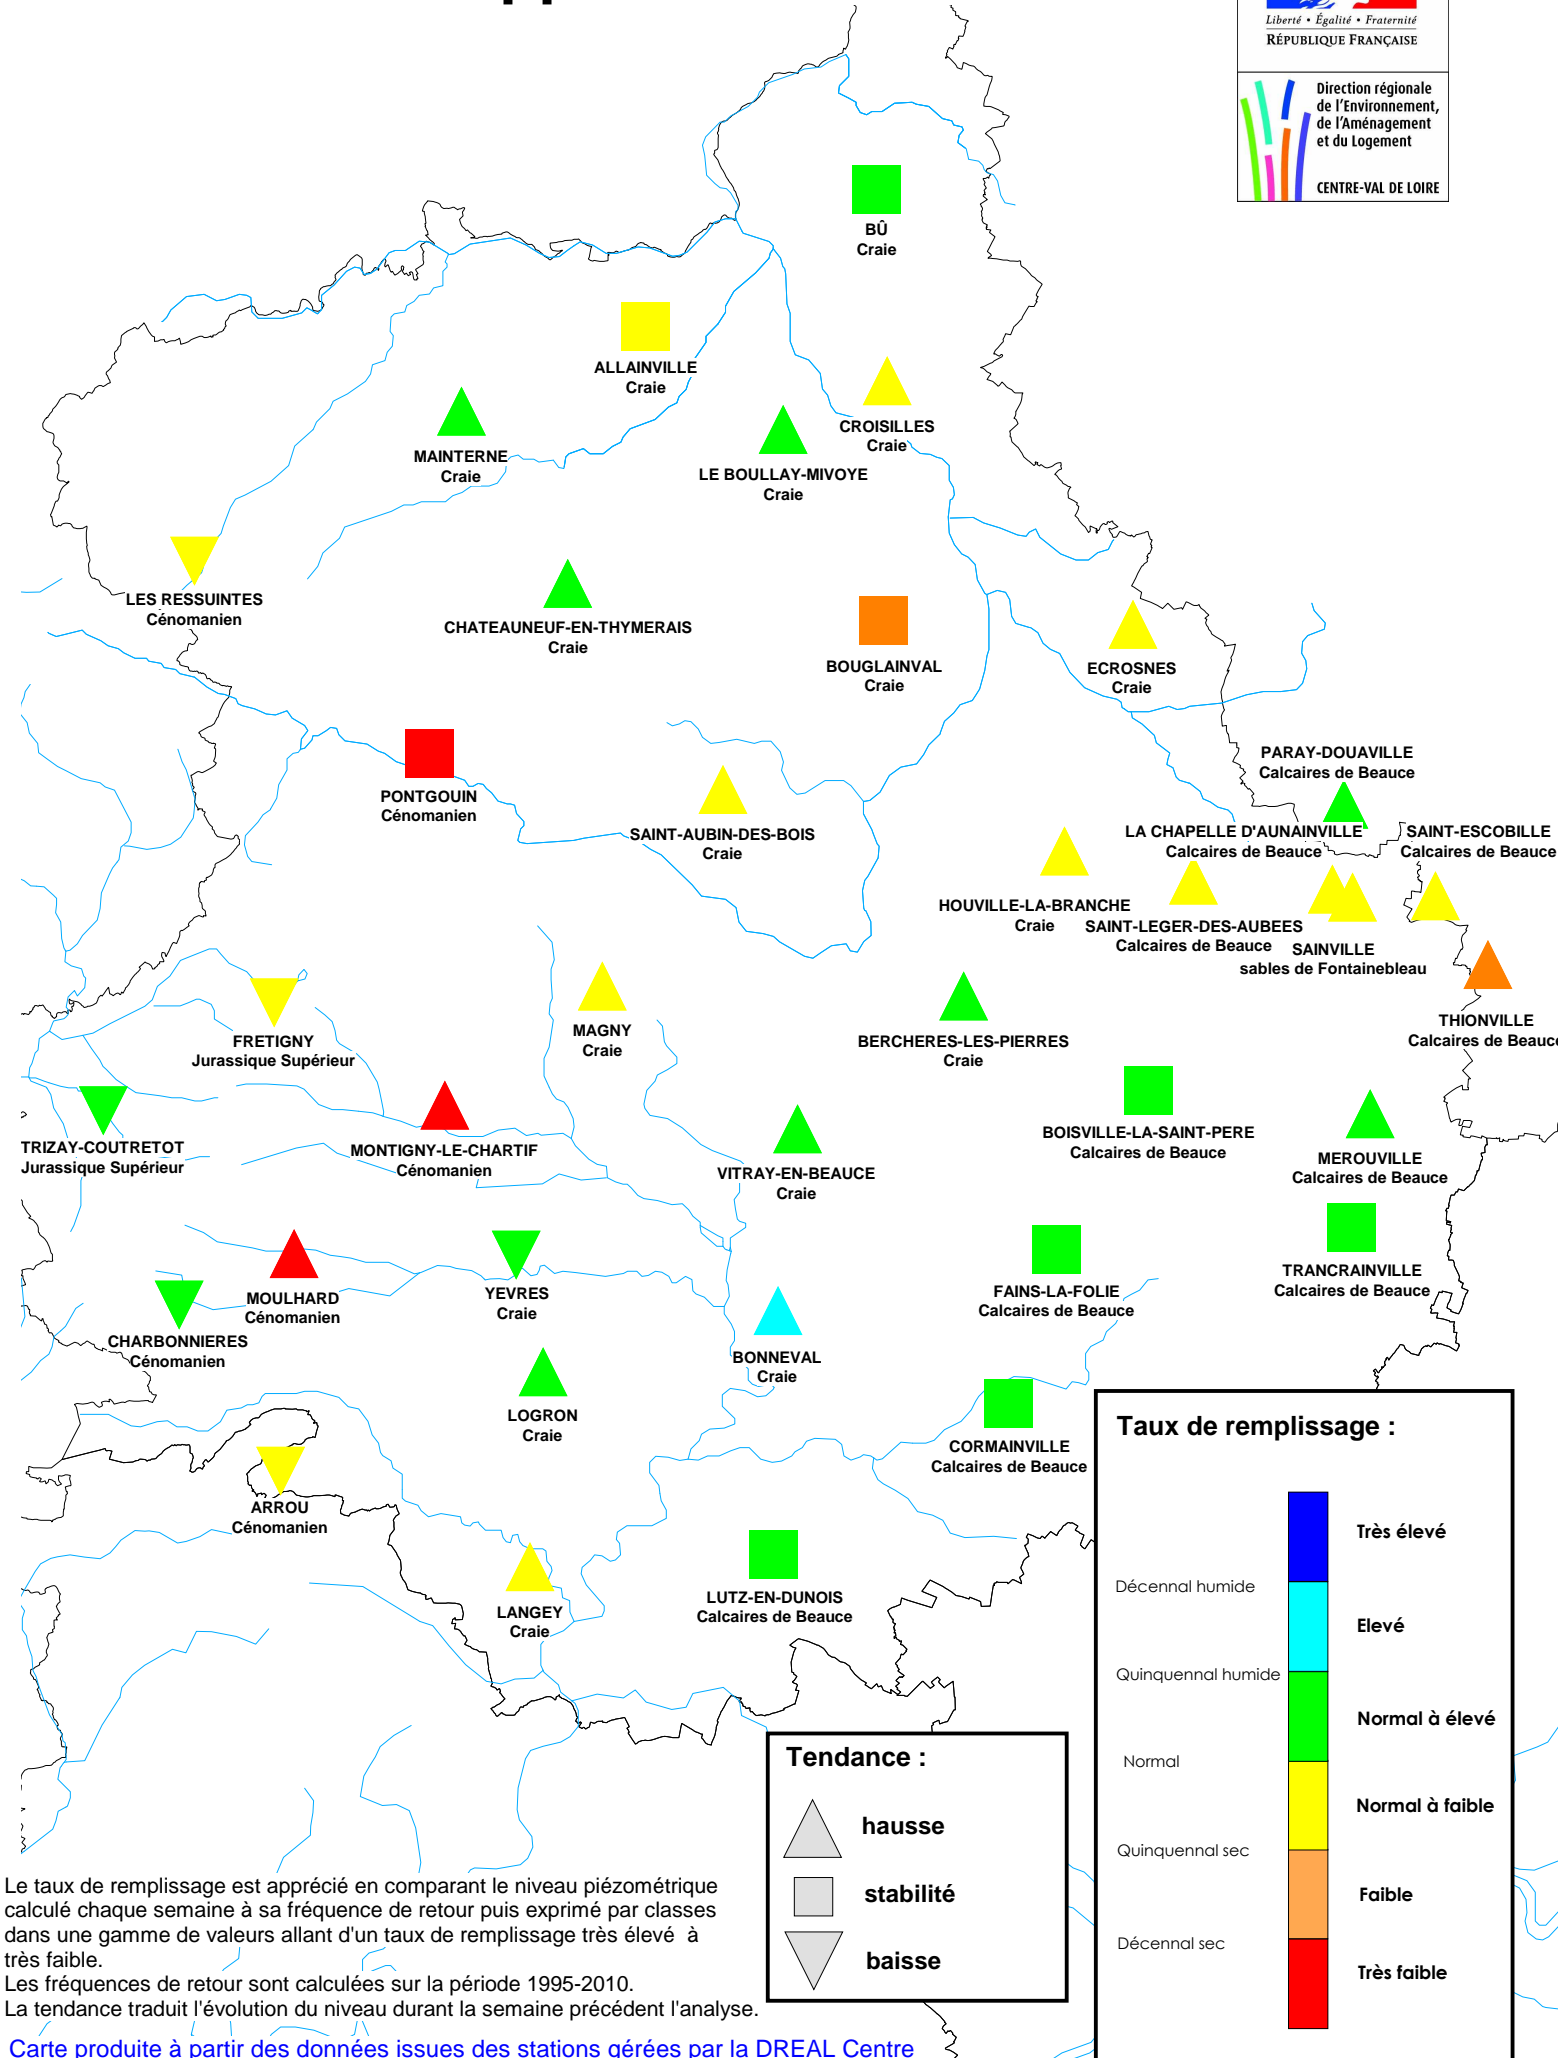 Liberté • Égalité • Fraternité
RÉPUBLIQUE FRANÇAISE
Direction régionale
de l'Environnement,
de l'Aménagement
et du Logement
CENTRE-VAL DE LOIRE
BÛ
Craie
ALLAINVILLE
Craie
CROISILLES
Craie
MAINTERNE
Craie
LE BOULLAY-MIVOYE
Craie
LES RESSUINTES
Cénomanien
CHATEAUNEUF-EN-THYMERAIS
Craie
BOUGLAINVAL
Craie
ECROSNES
Craie
PARAY-DOUAVILLE
Calcaires de Beauce
PONTGOUIN
Cénomanien
SAINT-AUBIN-DES-BOIS
Craie
LA CHAPELLE D'AUNAINVILLE
Calcaires de Beauce
SAINT-ESCOBILLE
Calcaires de Beauce
HOUVILLE-LA-BRANCHE
Craie
SAINT-LEGER-DES-AUBEES
Calcaires de Beauce
SAINVILLE
sables de Fontainebleau
THIONVILLE
Calcaires de Beauce
FRETIGNY
Jurassique Supérieur
MAGNY
Craie
BERCHERES-LES-PIERRES
Craie
TRIZAY-COUTRETOT
Jurassique Supérieur
MONTIGNY-LE-CHARTIF
Cénomanien
VITRAY-EN-BEAUCE
Craie
BOISVILLE-LA-SAINT-PERE
Calcaires de Beauce
MEROUVILLE
Calcaires de Beauce
MOULHARD
Cénomanien
YEVRES
Craie
FAINS-LA-FOLIE
Calcaires de Beauce
TRANCRAINVILLE
Calcaires de Beauce
CHARBONNIERES
Cénomanien
BONNEVAL
Craie
LOGRON
Craie
CORMAINVILLE
Calcaires de Beauce
ARROU
Cénomanien
LANGEY
Craie
LUTZ-EN-DUNOIS
Calcaires de Beauce
Taux de remplissage :
Très élevé
Décennal humide
Elevé
Quinquennal humide
Normal à élevé
Normal
Normal à faible
Quinquennal sec
Faible
Décennal sec
Très faible
Tendance :
hausse
stabilité
baisse
Le taux de remplissage est apprécié en comparant le niveau piézométrique
calculé chaque semaine à sa fréquence de retour puis exprimé par classes
dans une gamme de valeurs allant d'un taux de remplissage très élevé à
très faible.
Les fréquences de retour sont calculées sur la période 1995-2010.
La tendance traduit l'évolution du niveau durant la semaine précédent l'analyse.
Carte produite à partir des données issues des stations gérées par la DREAL Centre